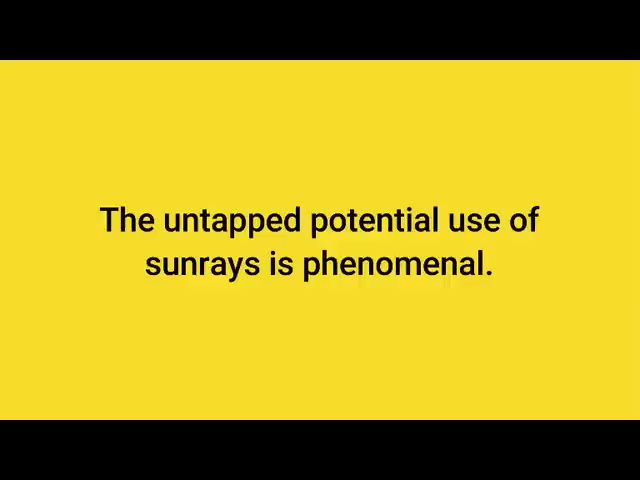 The untapped potential use of
sunrays is phenomenal.